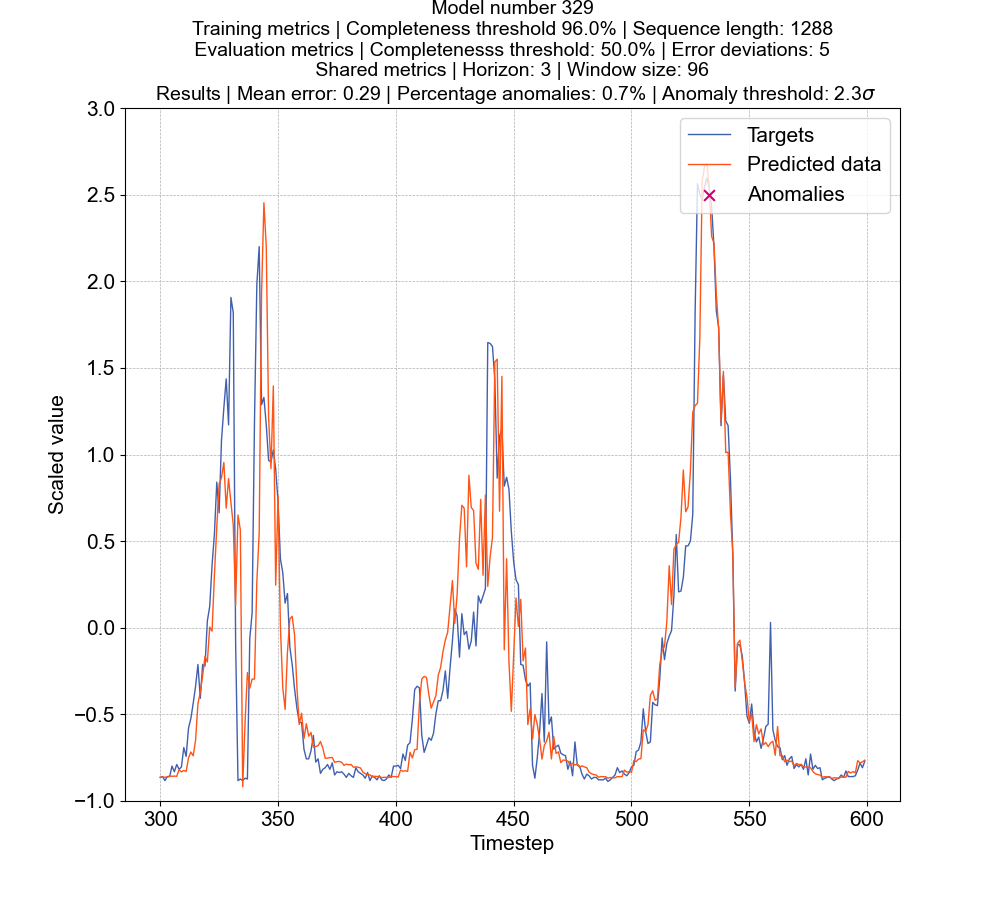 Model number 329
Training metrics | Completeness threshold 96.0% | Sequence length: 1288
Evaluation metrics | Completenesss threshold: 50.0% | Error deviations: 5
Shared metrics | Horizon: 3 | Window size: 96
Results | Mean error: 0.29 | Percentage anomalies: 0.7% | Anomaly threshold: 2.3σ
Targets
Predicted data
Anomalies
3.0
2.5
2.0
1.5
1.0
0.5
0.0
−0.5
−1.0
Scaled value
300 350 400 450 500 550 600
Timestep